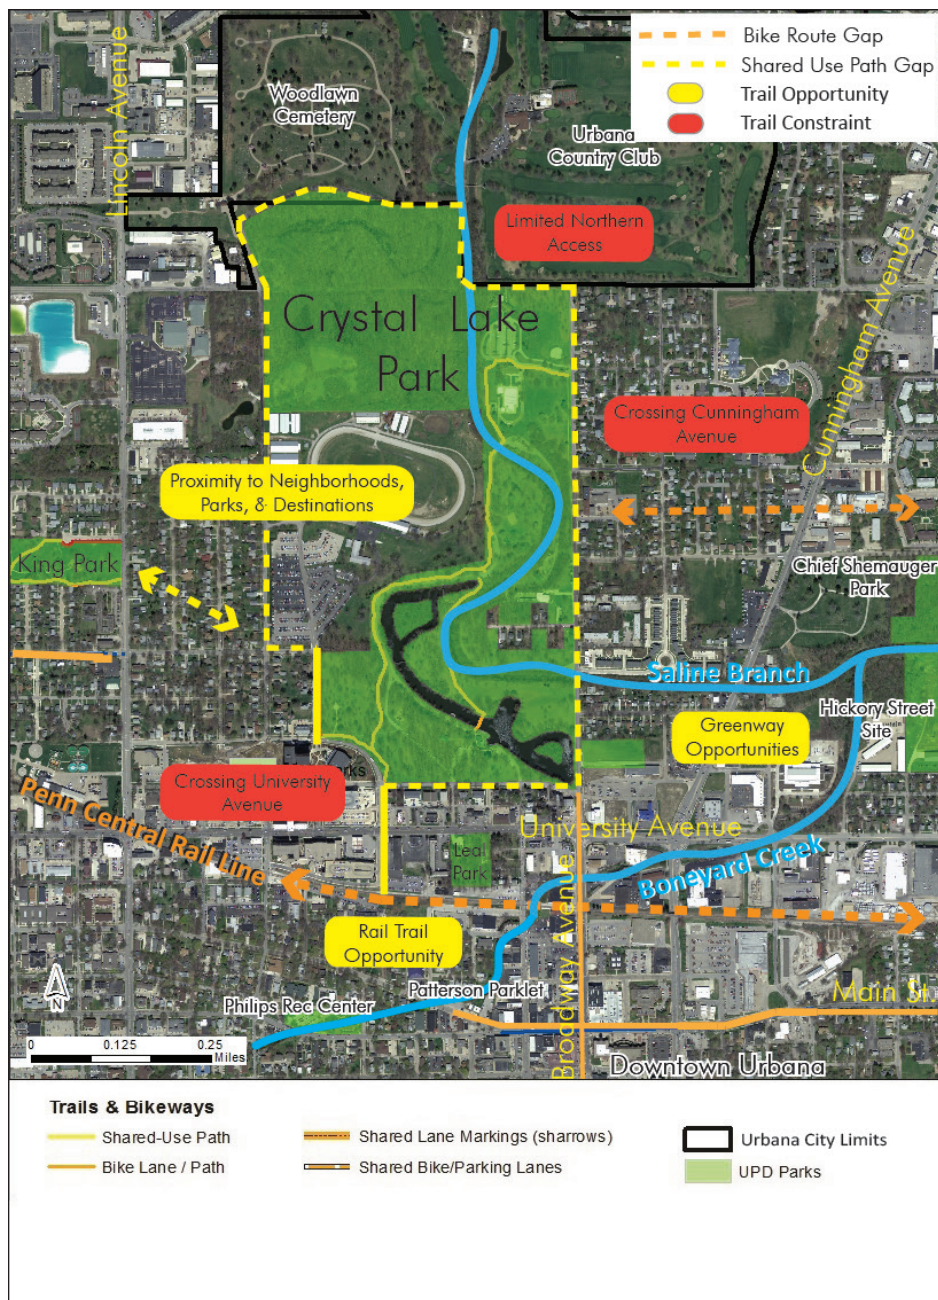 Bike Route Gap
Shared Use Path Gap
Trail Opportunity
Trail Constraint
Lincoln Avenue
Woodlawn
Cemetery
Urbana
Country Club
Limited Northern
Access
Crystal Lake
Park
Cunningham Avenue
Crossing Cunningham
Avenue
Proximity to Neighborhoods,
Parks, & Destinations
King Park
Chief Shemauger
Park
Saline Branch
Greenway
Opportunities
Hickory Street
Site
Crossing University
Avenue
Penn Central Rail Line
University Avenue
Boneyard Creek
Leal
Park
Broadway Avenue
Rail Trail
Opportunity
Patterson Parklet
Philips Rec Center
Main St.
Downtown Urbana
N
0 0.125 0.25
Miles
Trails & Bikeways
Shared-Use Path
Bike Lane / Path
Shared Lane Markings (sharrows)
Shared Bike/Parking Lanes
Urbana City Limits
UPD Parks